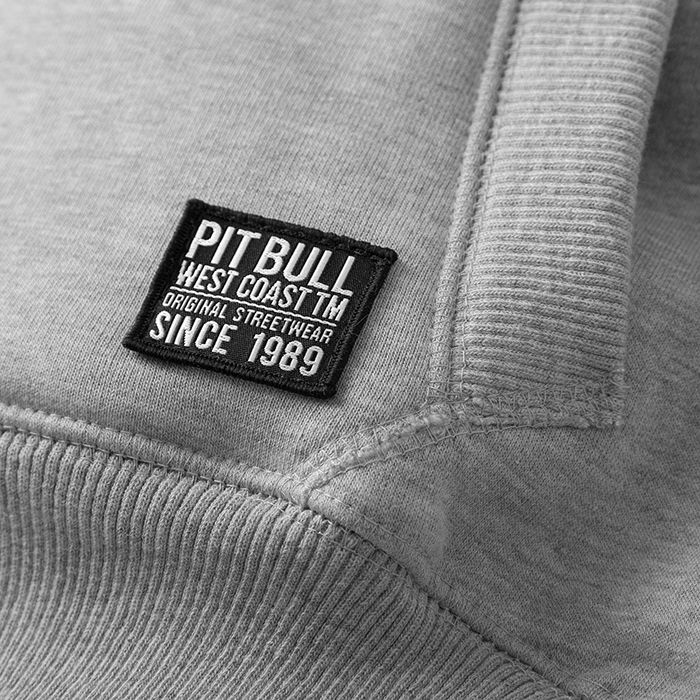 PIT BULL
WEST COAST TM
ORIGINAL STREETWEAR
SINCE 1989